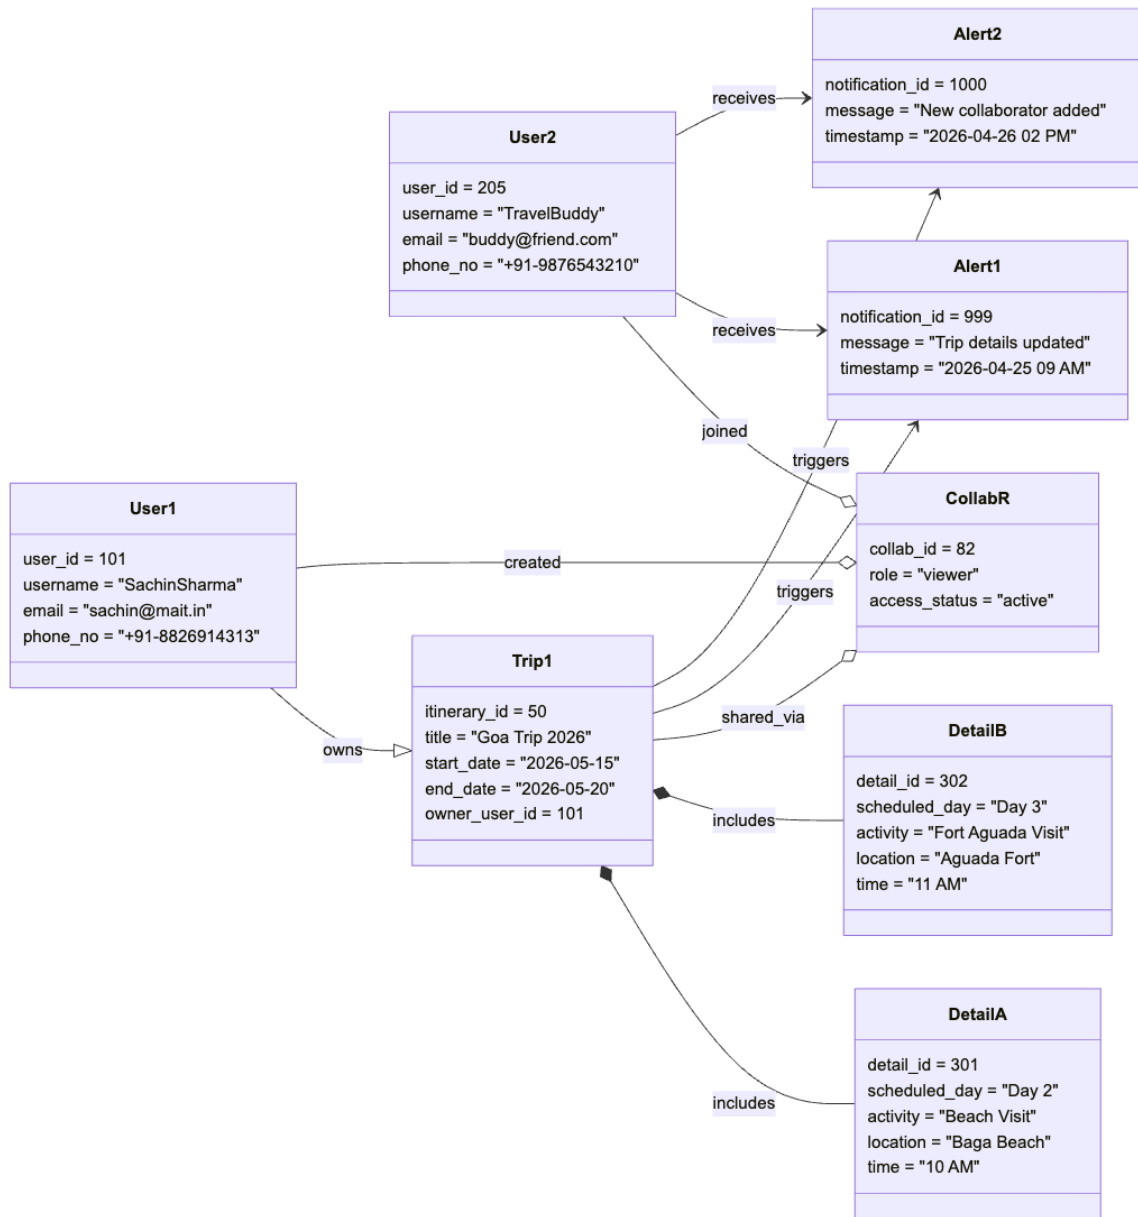 Alert2
notification_id = 1000
message = "New collaborator added"
timestamp = "2026-04-26 02 PM"
receives
User2
user_id = 205
username = "TravelBuddy"
email = "buddy@friend.com"
phone_no = "+91-9876543210"
Alert1
notification_id = 999
message = "Trip details updated"
timestamp = "2026-04-25 09 AM"
receives
joined
triggers
User1
user_id = 101
username = "SachinSharma"
email = "sachin@mait.in"
phone_no = "+91-8826914313"
created
CollabR
collab_id = 82
role = "viewer"
access_status = "active"
triggers
Trip1
itinerary_id = 50
title = "Goa Trip 2026"
start_date = "2026-05-15"
end_date = "2026-05-20"
owner_user_id = 101
owns
shared_via
DetailB
detail_id = 302
scheduled_day = "Day 3"
activity = "Fort Aguada Visit"
location = "Aguada Fort"
time = "11 AM"
includes
DetailA
detail_id = 301
scheduled_day = "Day 2"
activity = "Beach Visit"
location = "Baga Beach"
time = "10 AM"
includes